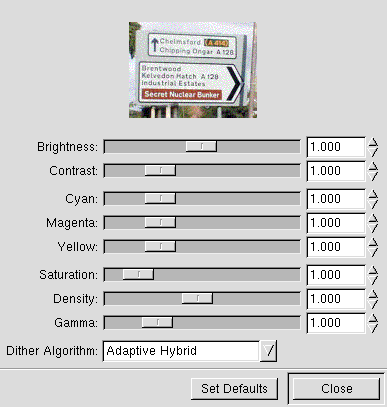 Chelmsford A 414
Chipping Ongar A 128
Brentwood
Kelvedon Hatch A 128
Industrial Estates
Secret Nuclear Bunker
Brightness: 1.000
Contrast: 1.000
Cyan: 1.000
Magenta: 1.000
Yellow: 1.000
Saturation: 1.000
Density: 1.000
Gamma: 1.000
Dither Algorithm: Adaptive Hybrid
Set Defaults Close